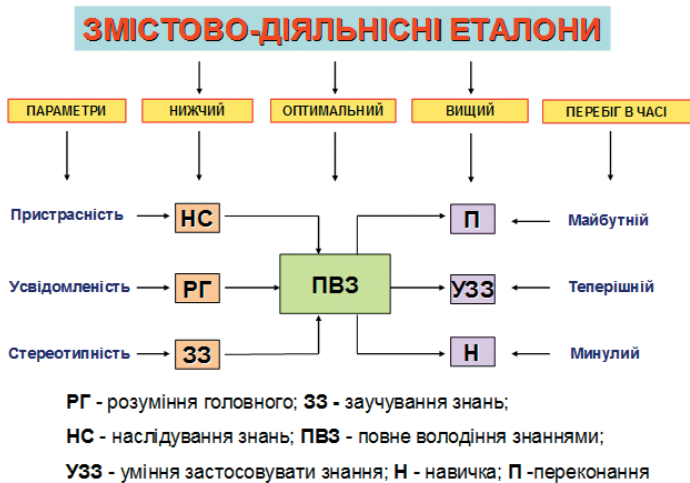 ЗМІСТОВО-ДІЯЛЬНІСНІ ЕТАЛОНИ
ПАРАМЕТРИ НИЖЧИЙ ОПТИМАЛЬНИЙ ВИЩИЙ ПЕРЕБІГ В ЧАСІ
Пристрасність НС П Майбутній
Усвідомленість РГ ПВЗ УЗЗ Теперішній
Стереотипність ЗЗ Н Минулий
РГ - розуміння головного; ЗЗ - заучування знань;
НС - наслідування знань; ПВЗ - повне володіння знаннями;
УЗЗ - уміння застосовувати знання; Н - навичка; П -переконання